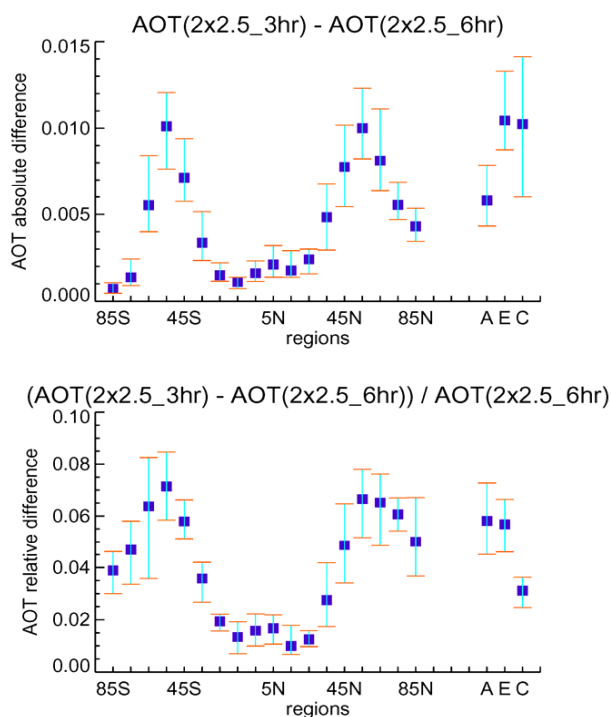 AOT(2x2.5_3hr) - AOT(2x2.5_6hr)
0.015
0.010
0.005
0.000
AOT absolute difference
85S 45S 5N 45N 85N A E C
regions
(AOT(2x2.5_3hr) - AOT(2x2.5_6hr)) / AOT(2x2.5_6hr)
0.10
0.08
0.06
0.04
0.02
0.00
AOT relative difference
85S 45S 5N 45N 85N A E C
regions